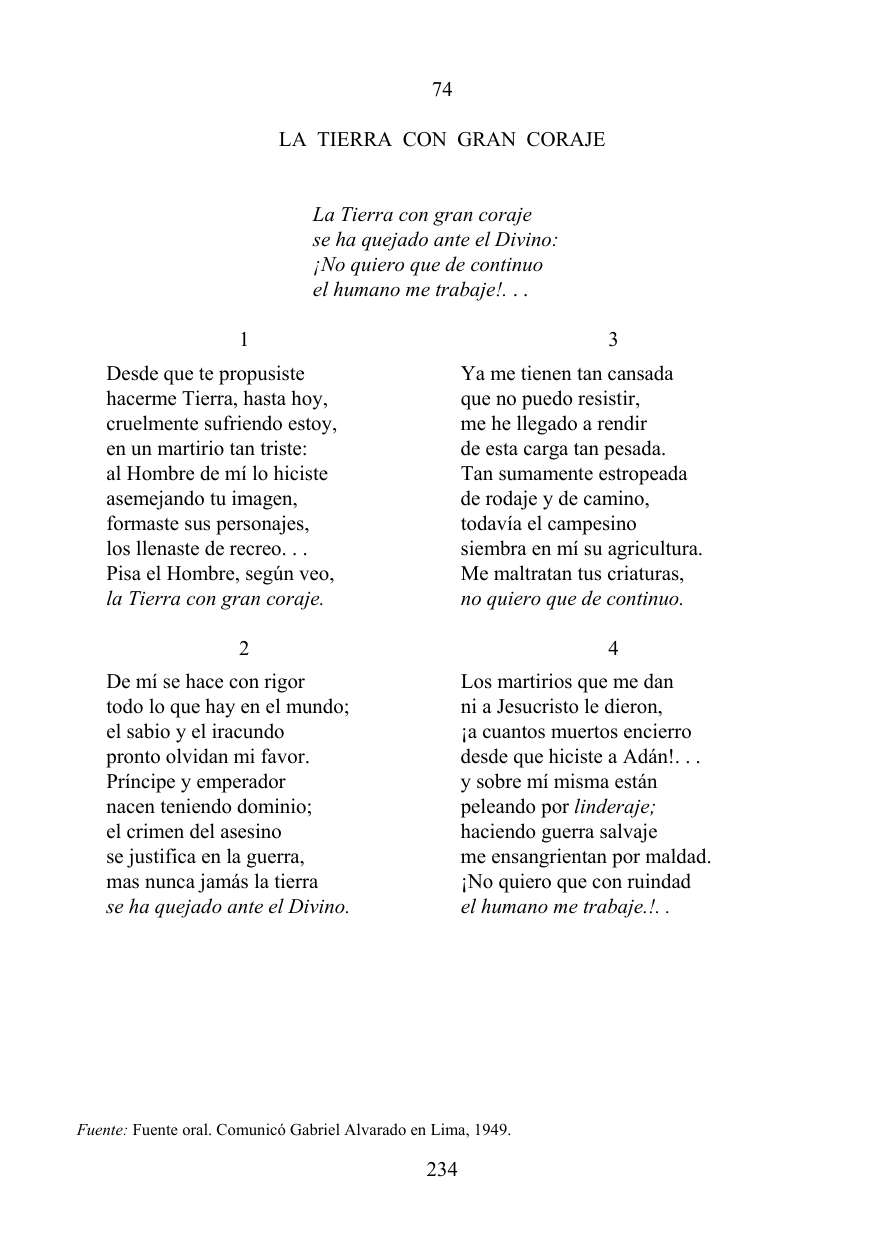 74
LA TIERRA CON GRAN CORAJE
La Tierra con gran coraje
se ha quejado ante el Divino:
¡No quiero que de continuo
el humano me trabaje!. . .
1
Desde que te propusiste
hacerme Tierra, hasta hoy,
cruelmente sufriendo estoy,
en un martirio tan triste:
al Hombre de mí lo hiciste
asemejando tu imagen,
formaste sus personajes,
los llenaste de recreo. . .
Pisa el Hombre, según veo,
la Tierra con gran coraje.
2
De mí se hace con rigor
todo lo que hay en el mundo;
el sabio y el iracundo
pronto olvidan mi favor.
Príncipe y emperador
nacen teniendo dominio;
el crimen del asesino
se justifica en la guerra,
mas nunca jamás la tierra
se ha quejado ante el Divino.
3
Ya me tienen tan cansada
que no puedo resistir,
me he llegado a rendir
de esta carga tan pesada.
Tan sumamente estropeada
de rodaje y de camino,
todavía el campesino
siembra en mí su agricultura.
Me maltratan tus criaturas,
no quiero que de continuo.
4
Los martirios que me dan
ni a Jesucristo le dieron,
¡a cuantos muertos encierro
desde que hiciste a Adán!. . .
y sobre mí misma están
peleando por linderaje;
haciendo guerra salvaje
me ensangrientan por maldad.
¡No quiero que con ruindad
el humano me trabaje.!. .
Fuente: Fuente oral. Comunicó Gabriel Alvarado en Lima, 1949.
234